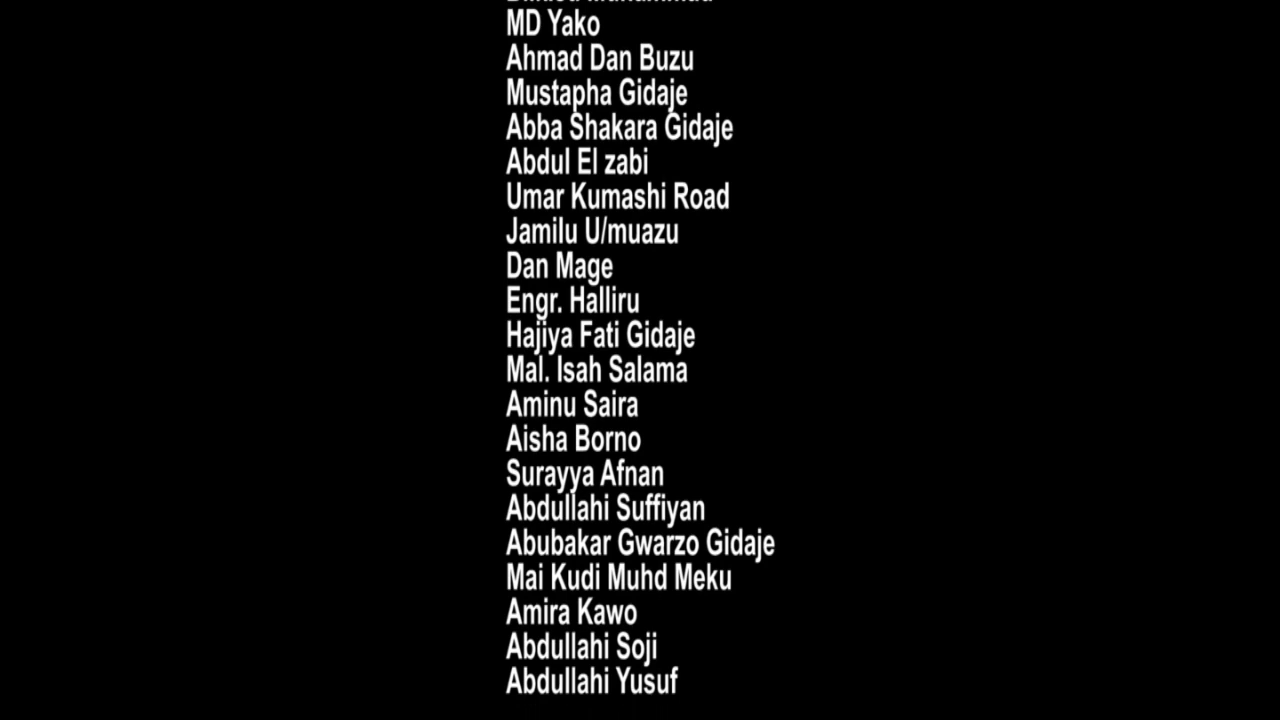 MD Yako
Ahmad Dan Buzu
Mustapha Gidaje
Abba Shakara Gidaje
Abdul El zabi
Umar Kumashi Road
Jamilu U/muazu
Dan Mage
Engr. Halliru
Hajiya Fati Gidaje
Mal. Isah Salama
Aminu Saira
Aisha Borno
Surayya Afnan
Abdullahi Suffiyan
Abubakar Gwarzo Gidaje
Mai Kudi Muhd Meku
Amira Kawo
Abdullahi Soji
Abdullahi Yusuf